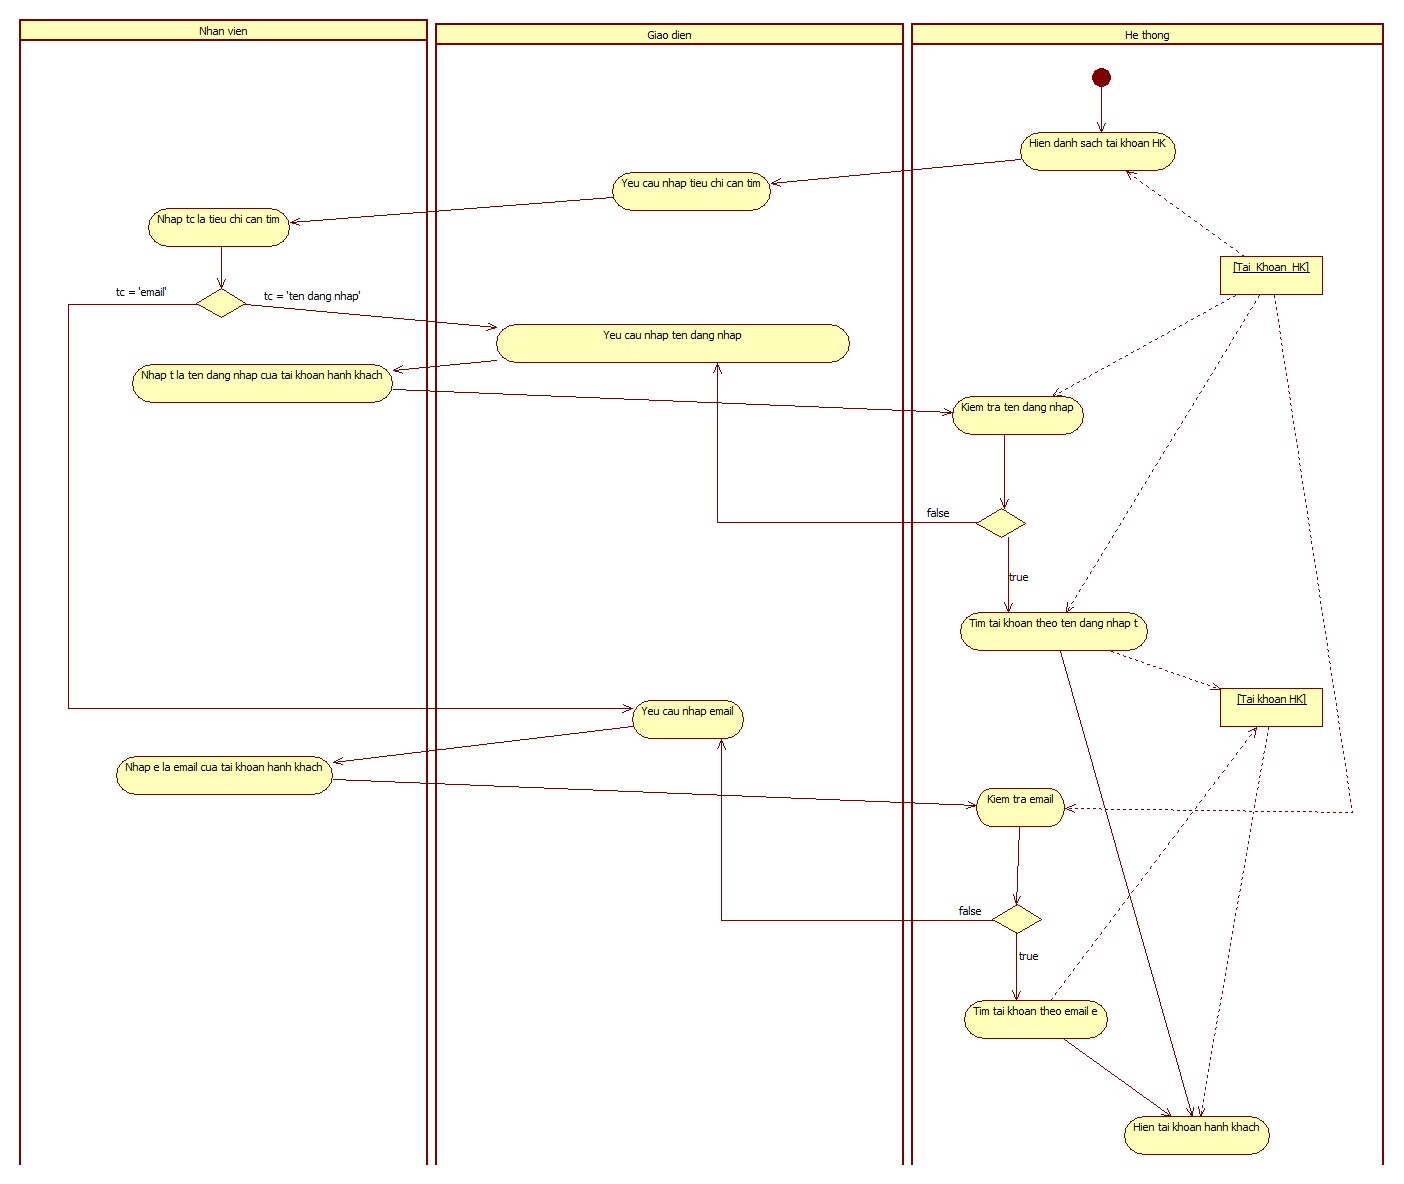 Nhan vien
Giao dien
He thong
Hien danh sach tai khoan HK
Yeu cau nhap tieu chi can tim
Nhap tc la tieu chi can tim
[Tai_Khoan_HK]
tc = 'email'
tc = 'ten dang nhap'
Yeu cau nhap ten dang nhap
Nhap t la ten dang nhap cua tai khoan hanh khach
Kiem tra ten dang nhap
false
true
Tim tai khoan theo ten dang nhap t
[Tai khoan HK]
Yeu cau nhap email
Nhap e la email cua tai khoan hanh khach
Kiem tra email
false
true
Tim tai khoan theo email e
Hien tai khoan hanh khach